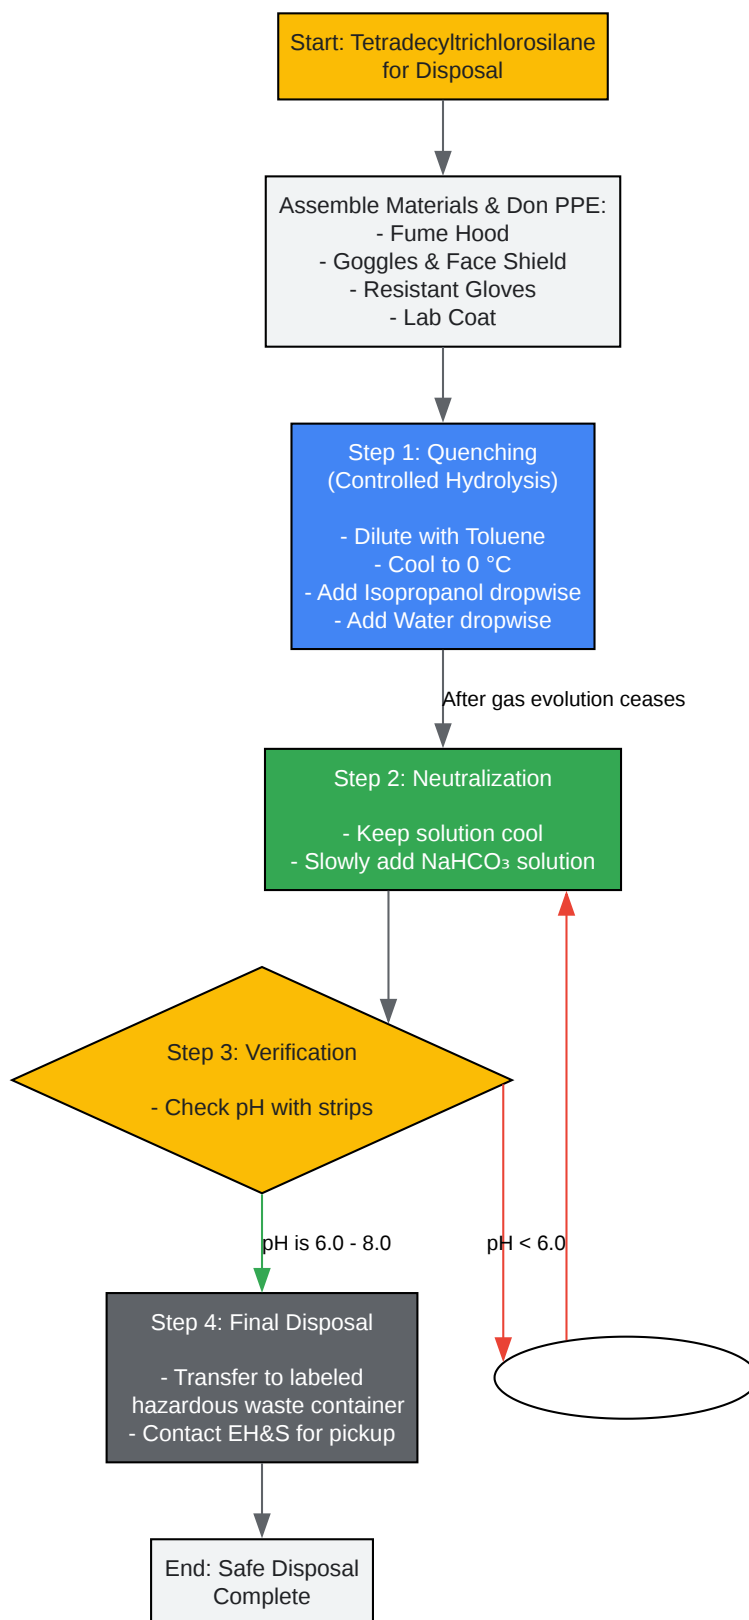 Start: Tetradecyltrichlorosilane
for Disposal
Assemble Materials & Don PPE:
- Fume Hood
- Goggles & Face Shield
- Resistant Gloves
- Lab Coat
Step 1: Quenching
(Controlled Hydrolysis)
- Dilute with Toluene
- Cool to 0 °C
- Add Isopropanol dropwise
- Add Water dropwise
After gas evolution ceases
Step 2: Neutralization
- Keep solution cool
- Slowly add NaHCO₃ solution
Step 3: Verification
- Check pH with strips
pH is 6.0 - 8.0
pH < 6.0
Step 4: Final Disposal
- Transfer to labeled
hazardous waste container
- Contact EH&S for pickup
End: Safe Disposal
Complete